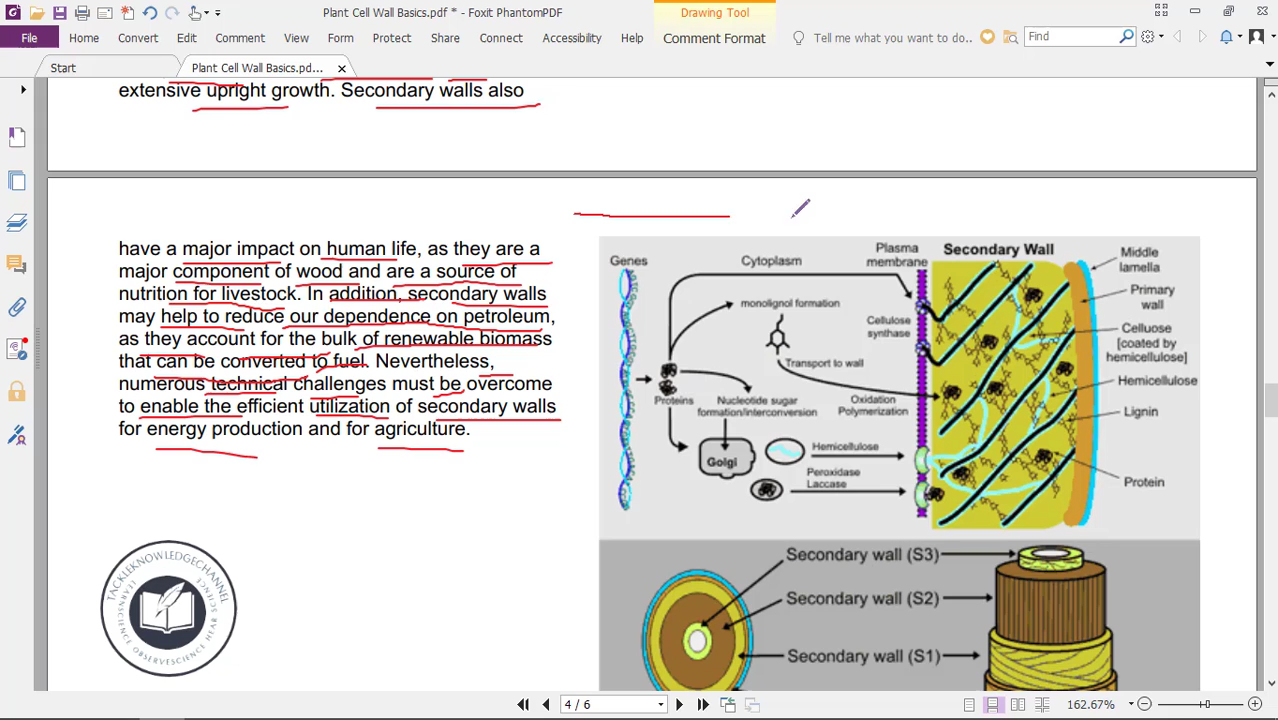 Plant Cell Wall Basics.pdf * - Foxit PhantomPDF
Drawing Tool
File
Home
Convert
Edit
Comment
View
Form
Protect
Share
Connect
Accessibility
Help
Comment Format
Tell me what you want to do..
Find
Start
Plant Cell Wall Basics.pd...
extensive upright growth. Secondary walls also
have a major impact on human life, as they are a
major component of wood and are a source of
nutrition for livestock. In addition, secondary walls
may help to reduce our dependence on petroleum,
as they account for the bulk of renewable biomass
that can be converted to fuel. Nevertheless,
numerous technical challenges must be overcome
to enable the efficient utilization of secondary walls
for energy production and for agriculture.
TACKLEKNOWLEDGECHANNEL
LEARNSCIENCE OBSERVESCIENCE HEAR
Genes
Cytoplasm
Plasma
membrane
Secondary Wall
Middle
lamella
Primary
wall
monolignol formation
Cellulose
synthase
Celluose
[coated by
hemicellulose]
Transport to wall
Hemicellulose
Proteins
Nucleotide sugar
formation/interconversion
Oxidation
Polymerization
Lignin
Golgi
Hemicellulose
Peroxidase
Laccase
Protein
Secondary wall (S3)
Secondary wall (S2)
Secondary wall (S1)
4 / 6
162.67%